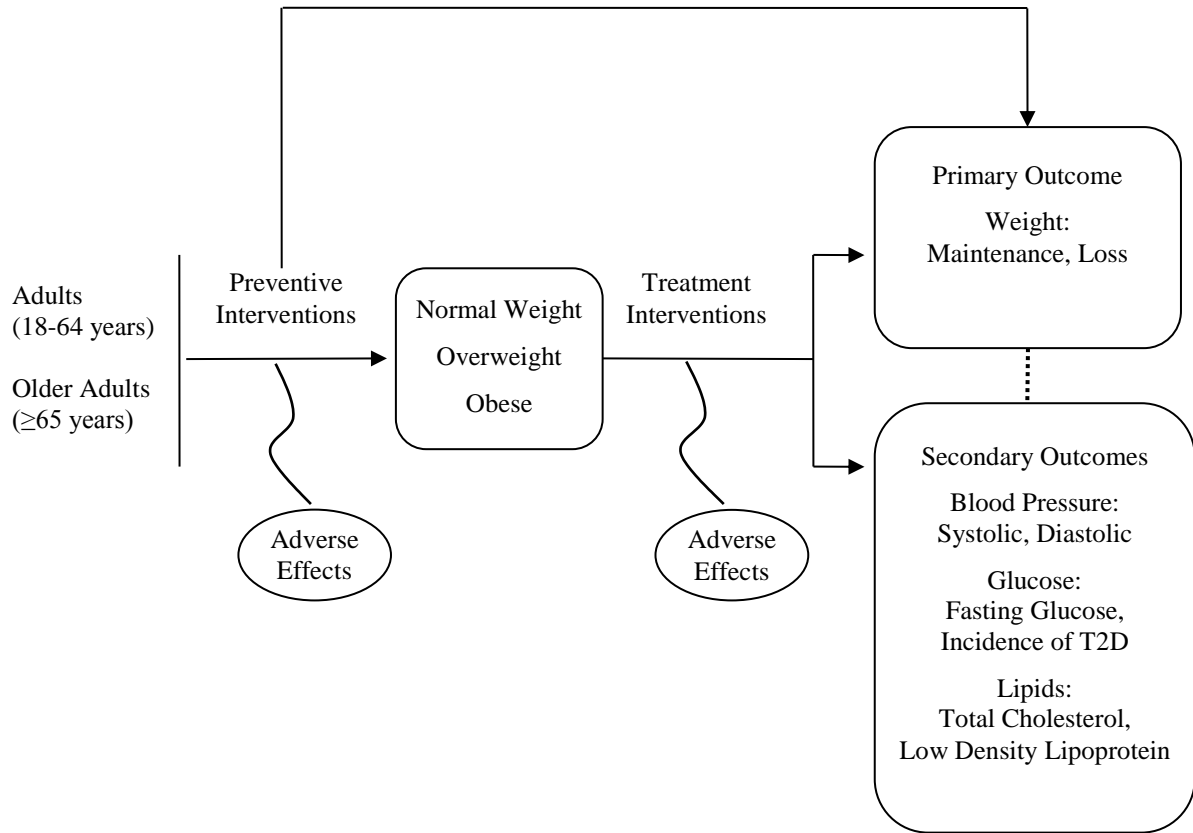 Adults
(18-64 years)
Older Adults
(≥65 years)
Preventive
Interventions
Adverse
Effects
Normal Weight
Overweight
Obese
Treatment
Interventions
Adverse
Effects
Primary Outcome
Weight:
Maintenance, Loss
Secondary Outcomes
Blood Pressure:
Systolic, Diastolic
Glucose:
Fasting Glucose,
Incidence of T2D
Lipids:
Total Cholesterol,
Low Density Lipoprotein